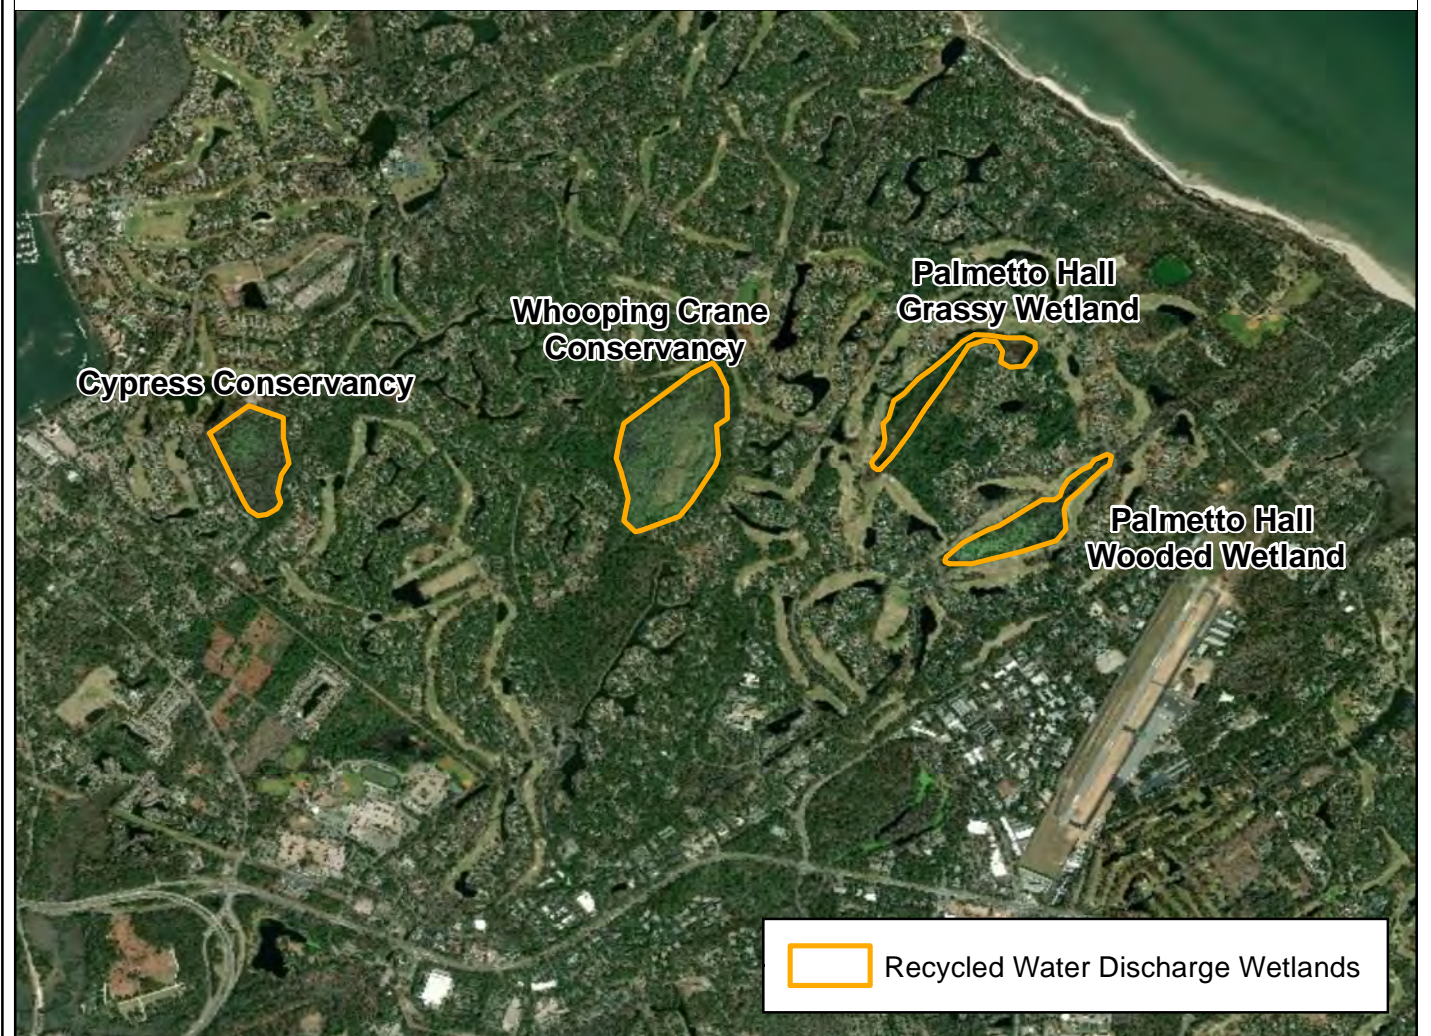 Palmetto Hall
Grassy Wetland
Whooping Crane
Conservancy
Cypress Conservancy
Palmetto Hall
Wooded Wetland
Recycled Water Discharge Wetlands